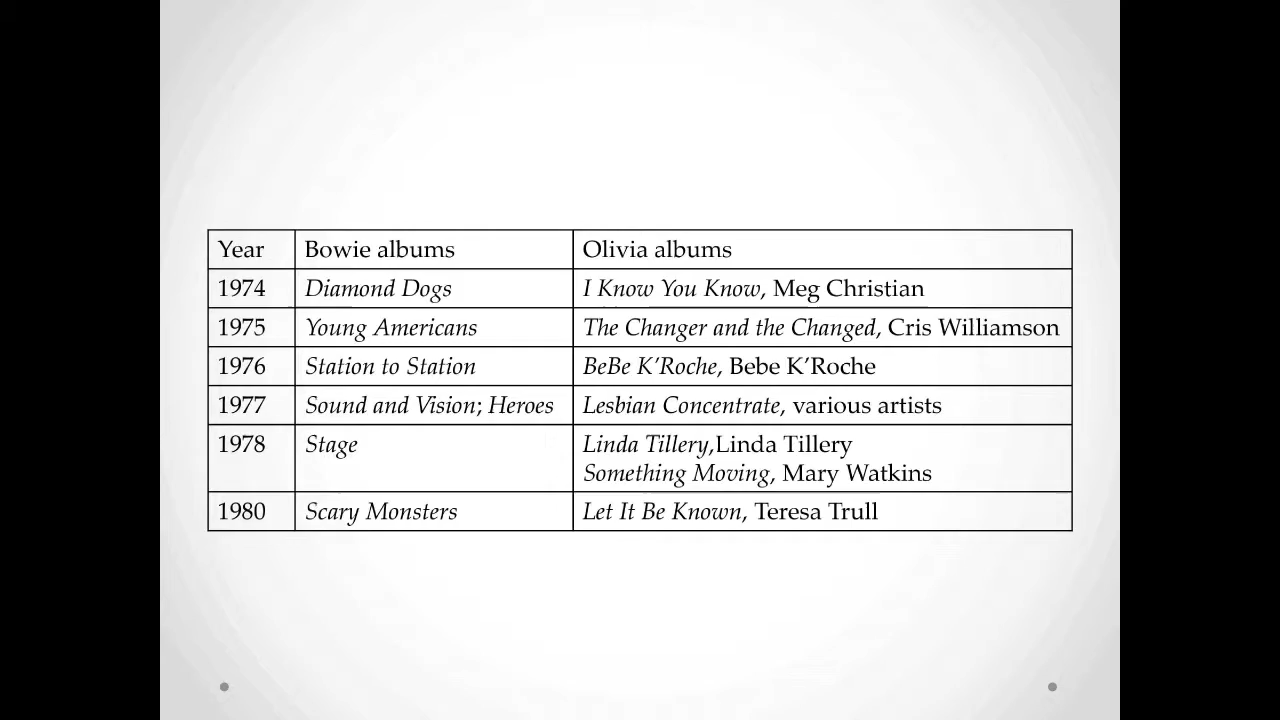 Year Bowie albums Olivia albums
1974 Diamond Dogs I Know You Know, Meg Christian
1975 Young Americans The Changer and the Changed, Cris Williamson
1976 Station to Station BeBe K’Roche, Bebe K’Roche
1977 Sound and Vision; Heroes Lesbian Concentrate, various artists
1978 Stage Linda Tillery,Linda Tillery
Something Moving, Mary Watkins
1980 Scary Monsters Let It Be Known, Teresa Trull